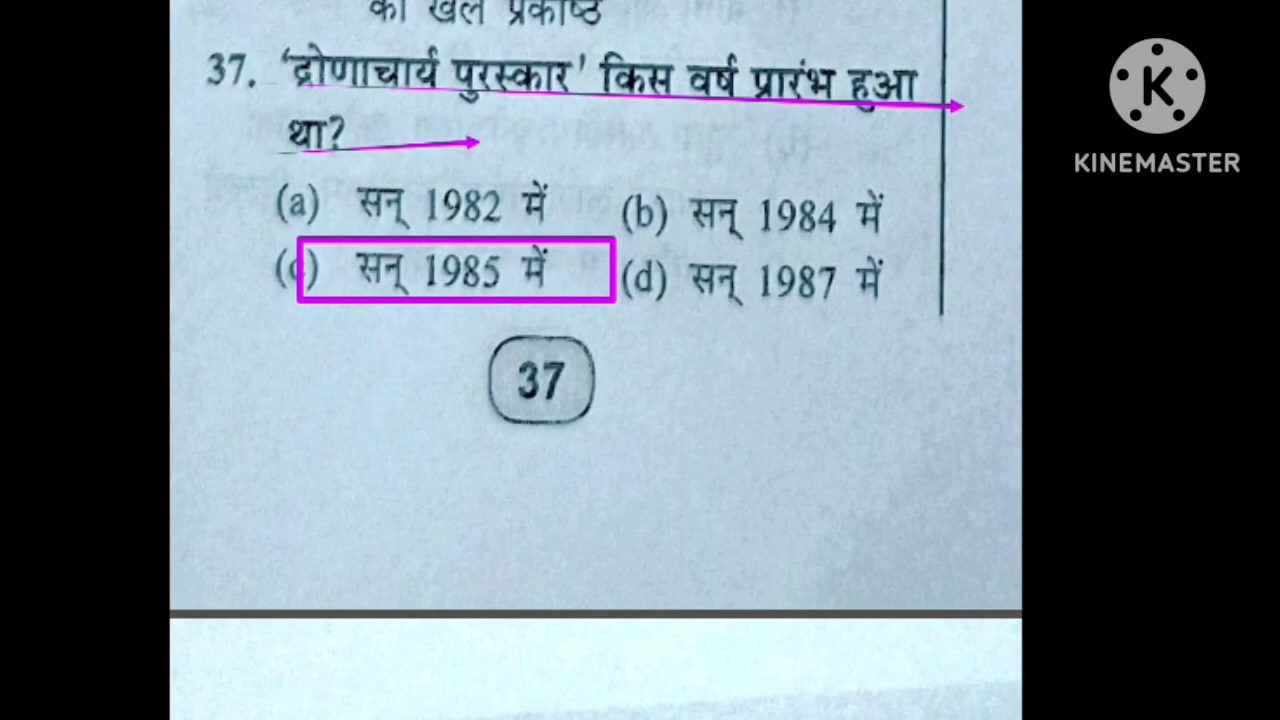 का खेल प्रकोष्ठ
37. 'द्रोणाचार्य पुरस्कार' किस वर्ष प्रारंभ हुआ
था?
(a) सन् 1982 में (b) सन् 1984 में
(c) सन् 1985 में (d) सन् 1987 में
37
KINEMASTER